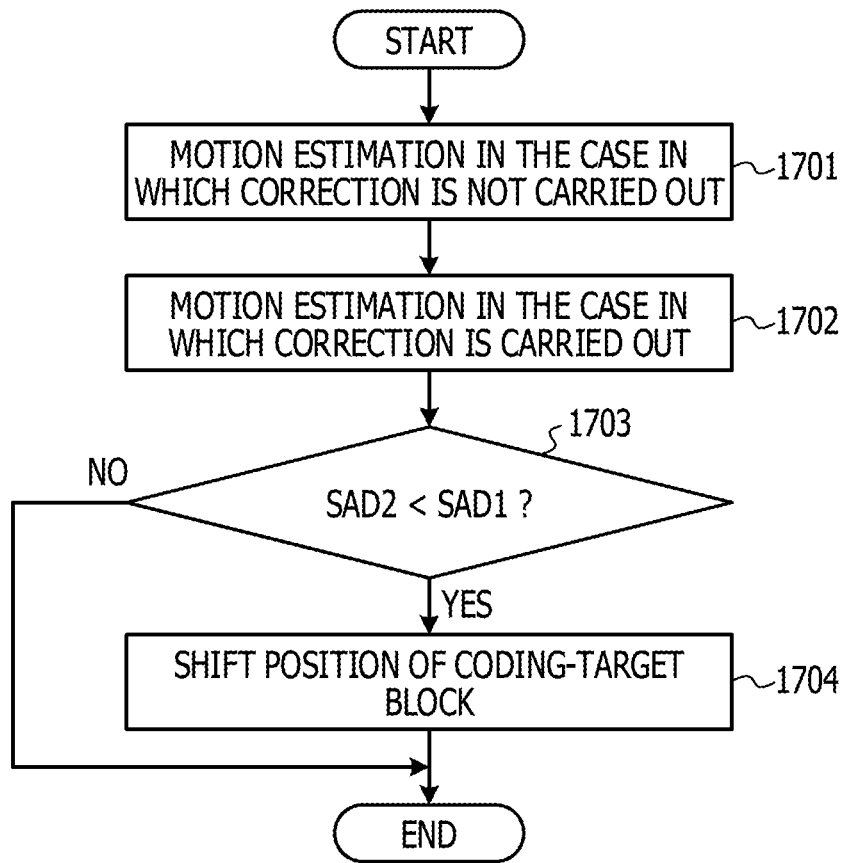 START
MOTION ESTIMATION IN THE CASE IN
WHICH CORRECTION IS NOT CARRIED OUT
1701
MOTION ESTIMATION IN THE CASE IN
WHICH CORRECTION IS CARRIED OUT
1702
1703
NO
SAD2 < SAD1 ?
YES
SHIFT POSITION OF CODING-TARGET
BLOCK
1704
END